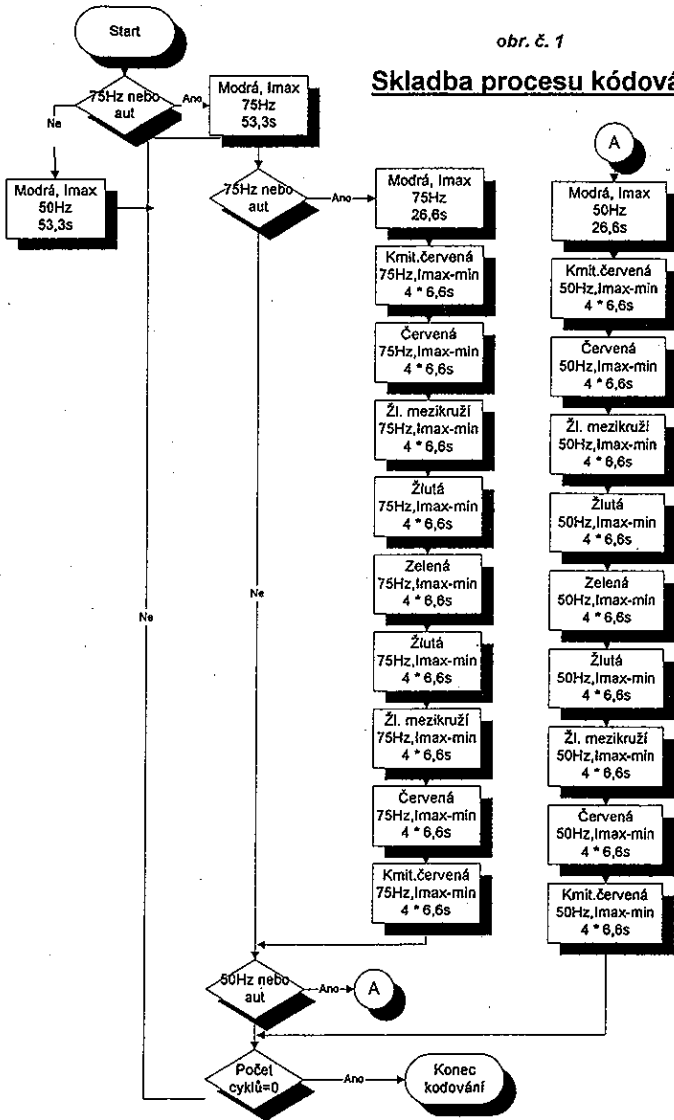 obr. č. 1
Skladba procesu kódová
Start
75Hz nebo
aut
Ano
Ne
Modrá, Imax
75Hz
53,3s
Modrá, Imax
50Hz
53,3s
75Hz nebo
aut
Ano
Ne
Modrá, Imax
75Hz
26,6s
Kmit.červená
75Hz,Imax-min
4 * 6,6s
Červená
75Hz,Imax-min
4 * 6,6s
Žl. mezikruží
75Hz,Imax-min
4 * 6,6s
Žlutá
75Hz,Imax-min
4 * 6,6s
Zelená
75Hz,Imax-min
4 * 6,6s
Žlutá
75Hz,Imax-min
4 * 6,6s
Žl. mezikruží
75Hz,Imax-min
4 * 6,6s
Červená
75Hz,Imax-min
4 * 6,6s
Kmit.červená
75Hz,Imax-min
4 * 6,6s
A
Modrá, Imax
50Hz
26,6s
Kmit.červená
50Hz,Imax-min
4 * 6,6s
Červená
50Hz,Imax-min
4 * 6,6s
Žl. mezikruží
50Hz,Imax-min
4 * 6,6s
Žlutá
50Hz,Imax-min
4 * 6,6s
Zelená
50Hz,Imax-min
4 * 6,6s
Žlutá
50Hz,Imax-min
4 * 6,6s
Žl. mezikruží
50Hz,Imax-min
4 * 6,6s
Červená
50Hz,Imax-min
4 * 6,6s
Kmit.červená
50Hz,Imax-min
4 * 6,6s
50Hz nebo
aut
Ano
A
Ne
Počet
cyklů=0
Ano
Konec
kodování